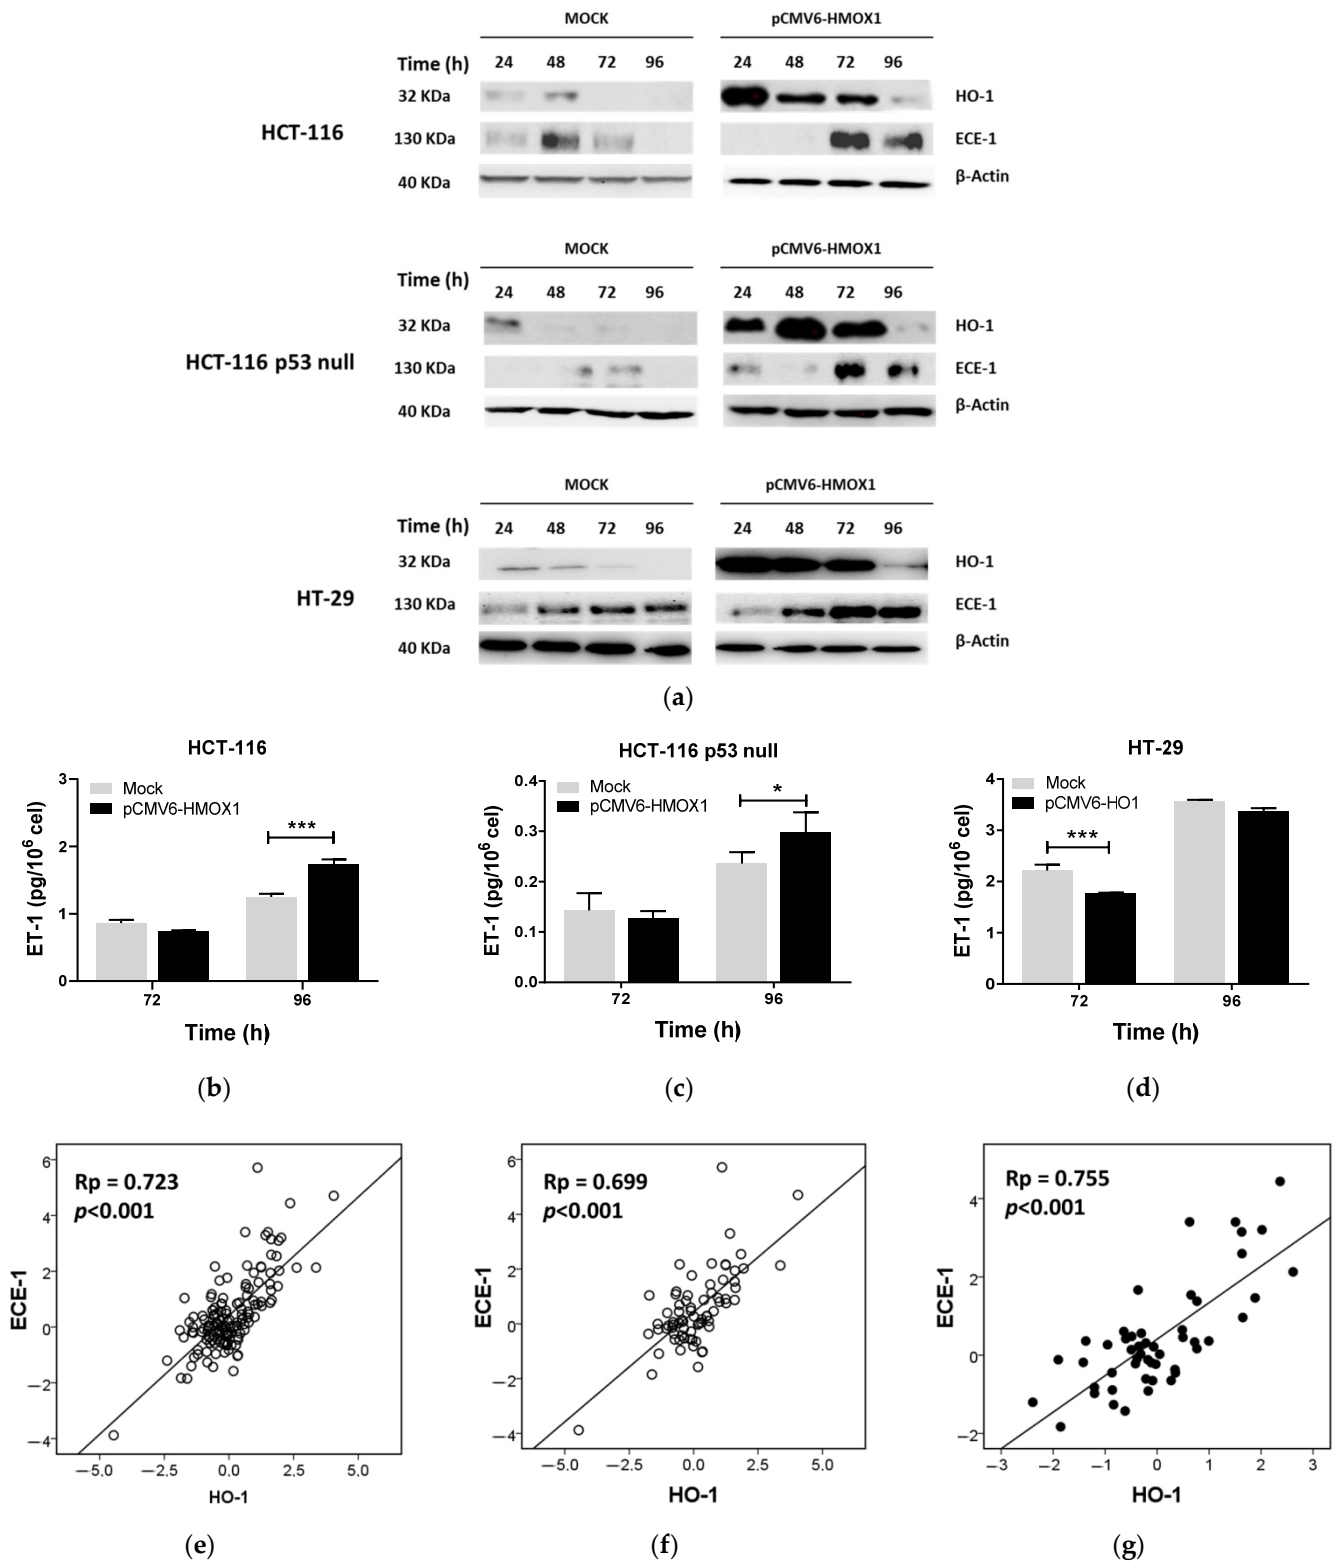 MOCK
pCMV6-HMOX1
Time (h)
24 48 72 96
24 48 72 96
32 KDa
HO-1
HCT-116
130 KDa
ECE-1
40 KDa
β-Actin
MOCK
pCMV6-HMOX1
Time (h)
24 48 72 96
24 48 72 96
32 KDa
HO-1
HCT-116 p53 null
130 KDa
ECE-1
40 KDa
β-Actin
MOCK
pCMV6-HMOX1
Time (h)
24 48 72 96
24 48 72 96
32 KDa
HO-1
HT-29
130 KDa
ECE-1
40 KDa
β-Actin
(a)
HCT-116
Mock
pCMV6-HMOX1
***
3
2
1
0
ET-1 (pg/10⁶ cel)
72 96
Time (h)
(b)
HCT-116 p53 null
Mock
pCMV6-HMOX1
*
0.4
0.3
0.2
0.1
0.0
ET-1 (pg/10⁶ cel)
72 96
Time (h)
(c)
HT-29
Mock
pCMV6-HO1
***
4
3
2
1
0
ET-1 (pg/10⁶ cel)
72 96
Time (h)
(d)
Rp = 0.723
p<0.001
6
4
2
0
−2
−4
ECE-1
−5.0 −2.5 0.0 2.5 5.0
HO-1
(e)
Rp = 0.699
p<0.001
6
4
2
0
−2
−4
ECE-1
−5.0 −2.5 0.0 2.5 5.0
HO-1
(f)
Rp = 0.755
p<0.001
4
2
0
−2
ECE-1
−3 −2 −1 0 1 2 3
HO-1
(g)